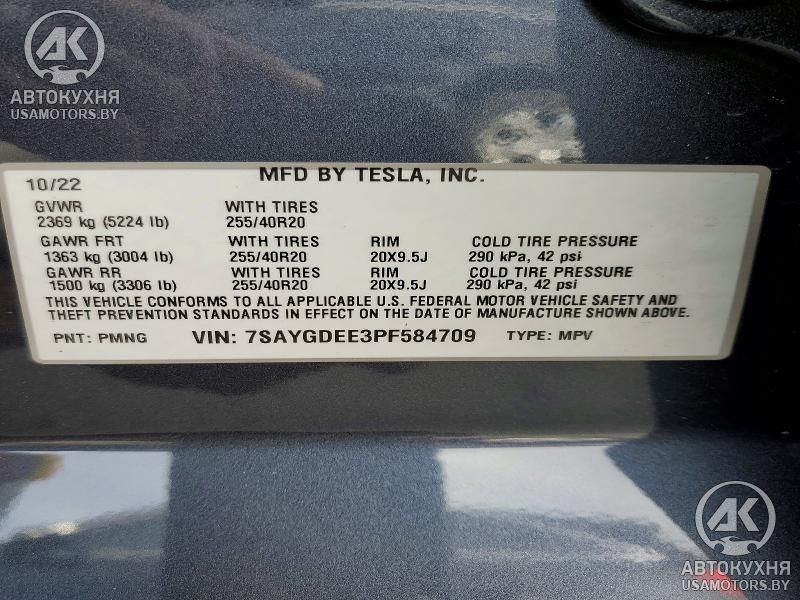 АК
АВТОКУХНЯ
USAMOTORS.BY
MFD BY TESLA, INC.
10/22
GVWR WITH TIRES
2369 kg (5224 lb) 255/40R20
GAWR FRT WITH TIRES RIM COLD TIRE PRESSURE
1363 kg (3004 lb) 255/40R20 20X9.5J 290 kPa, 42 psi
GAWR RR WITH TIRES RIM COLD TIRE PRESSURE
1500 kg (3306 lb) 255/40R20 20X9.5J 290 kPa, 42 psi
THIS VEHICLE CONFORMS TO ALL APPLICABLE U.S. FEDERAL MOTOR VEHICLE SAFETY AND
THEFT PREVENTION STANDARDS IN EFFECT ON THE DATE OF MANUFACTURE SHOWN ABOVE.
PNT: PMNG VIN: 7SAYGDEE3PF584709 TYPE: MPV
АК
АВТОКУХНЯ
USAMOTORS.BY